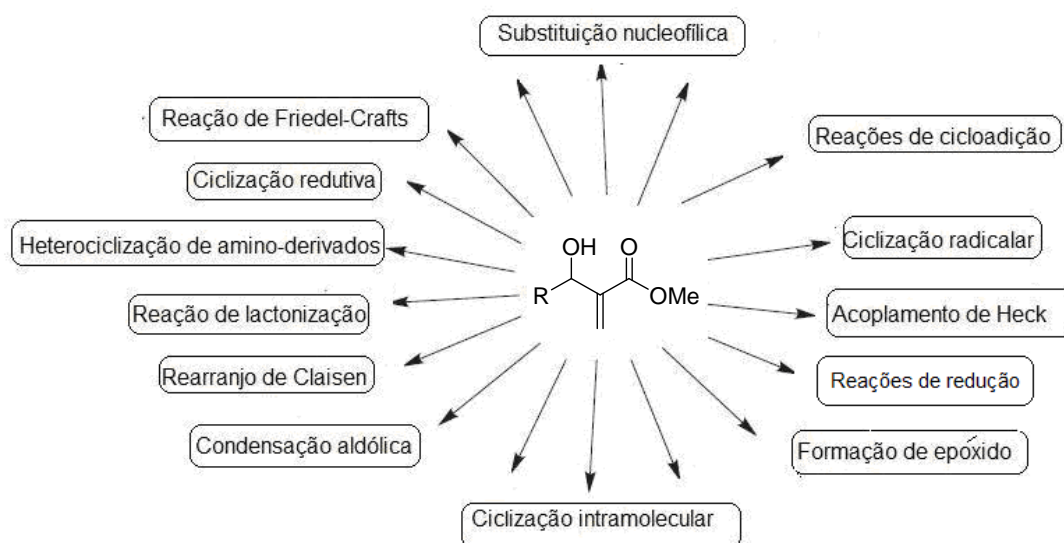 Substituição nucleofílica
Reação de Friedel-Crafts
Reações de cicloadição
Ciclização redutiva
Heterociclização de amino-derivados
Ciclização radicalar
OH
O
R
OMe
Reação de lactonização
Acoplamento de Heck
Rearranjo de Claisen
Reações de redução
Condensação aldólica
Formação de epóxido
Ciclização intramolecular